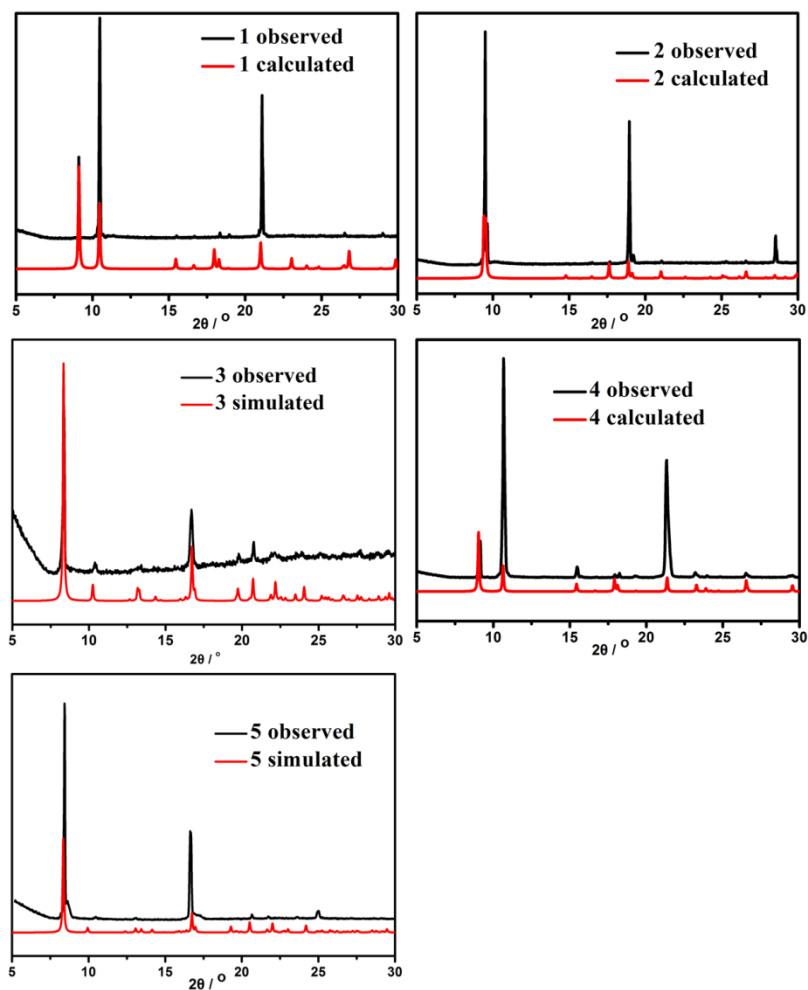 1 observed
1 calculated
5 10 15 20 25 30
2θ / °
2 observed
2 calculated
5 10 15 20 25 30
2θ / °
3 observed
3 simulated
5 10 15 20 25 30
2θ / °
4 observed
4 calculated
5 10 15 20 25 30
2θ / °
5 observed
5 simulated
5 10 15 20 25 30
2θ / °